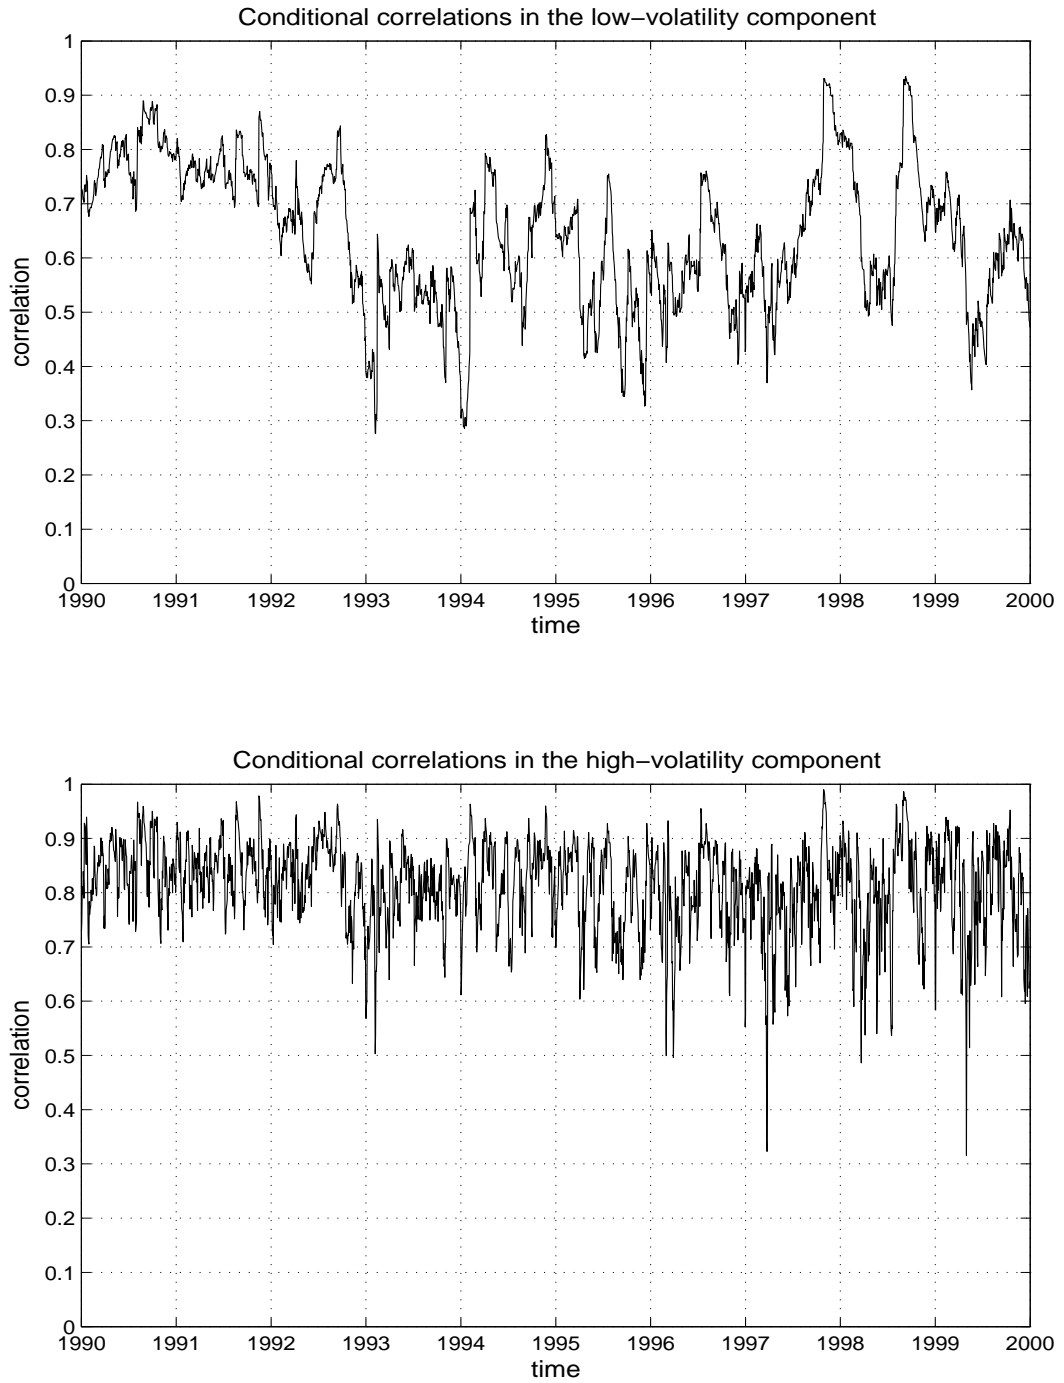 Conditional correlations in the low−volatility component
1
0.9
0.8
0.7
0.6
0.5
0.4
0.3
0.2
0.1
0
correlation
1990 1991 1992 1993 1994 1995 1996 1997 1998 1999 2000
time
Conditional correlations in the high−volatility component
1
0.9
0.8
0.7
0.6
0.5
0.4
0.3
0.2
0.1
0
correlation
1990 1991 1992 1993 1994 1995 1996 1997 1998 1999 2000
time